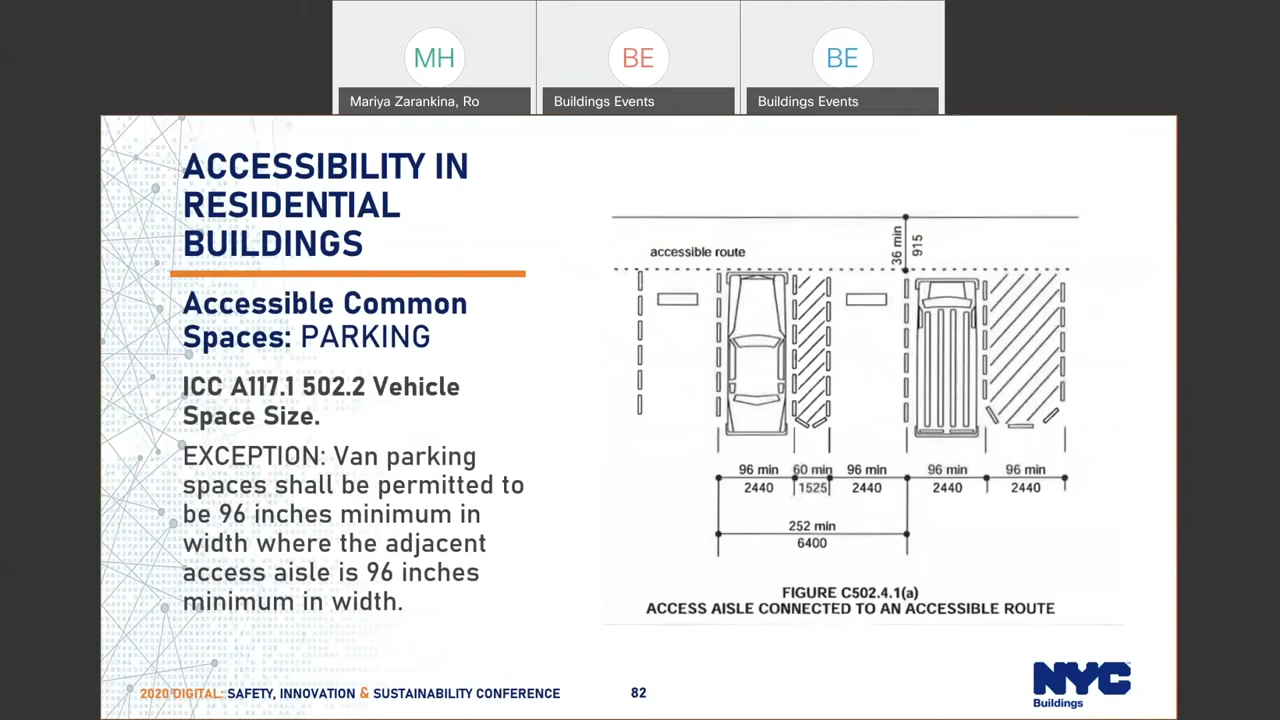 MH
BE
BE
Mariya Zarankina, Ro
Buildings Events
Buildings Events
ACCESSIBILITY IN
RESIDENTIAL
BUILDINGS
Accessible Common
Spaces: PARKING
ICC A117.1 502.2 Vehicle
Space Size.
EXCEPTION: Van parking
spaces shall be permitted to
be 96 inches minimum in
width where the adjacent
access aisle is 96 inches
minimum in width.
accessible route
36 min
915
96 min
60 min
96 min
96 min
96 min
2440
1525
2440
2440
2440
252 min
6400
FIGURE C502.4.1(a)
ACCESS AISLE CONNECTED TO AN ACCESSIBLE ROUTE
2020 DIGITAL: SAFETY, INNOVATION & SUSTAINABILITY CONFERENCE
82
NYC
Buildings